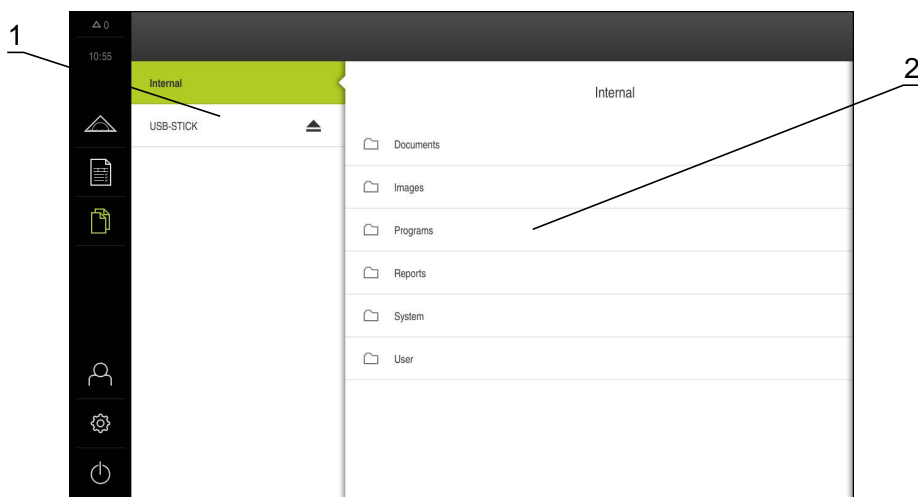 1
0
10:55
2
Internal
Internal
USB-STICK
Documents
Images
Programs
Reports
System
User